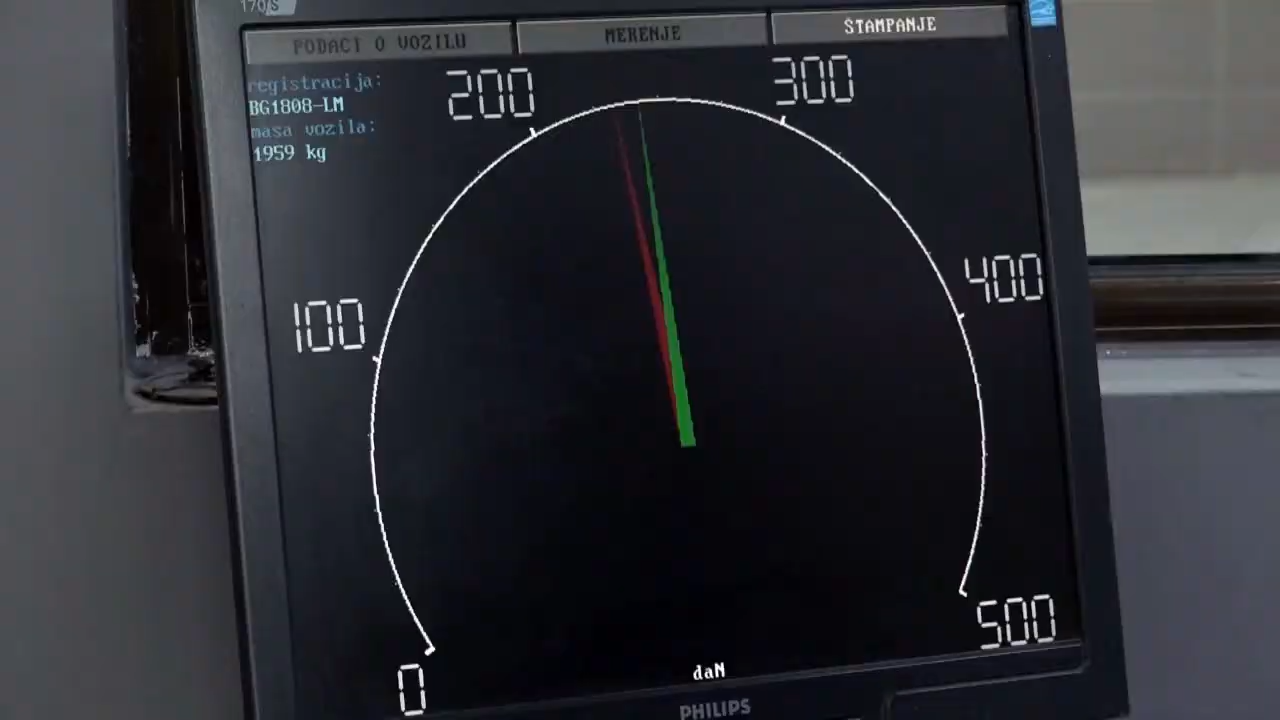 170S
PODACI O VOZILU
MERENJE
ŠTAMPANJE
registracija:
BG1808-LM
masa vozila:
1959 kg
200
300
100
400
0
500
daN
PHILIPS